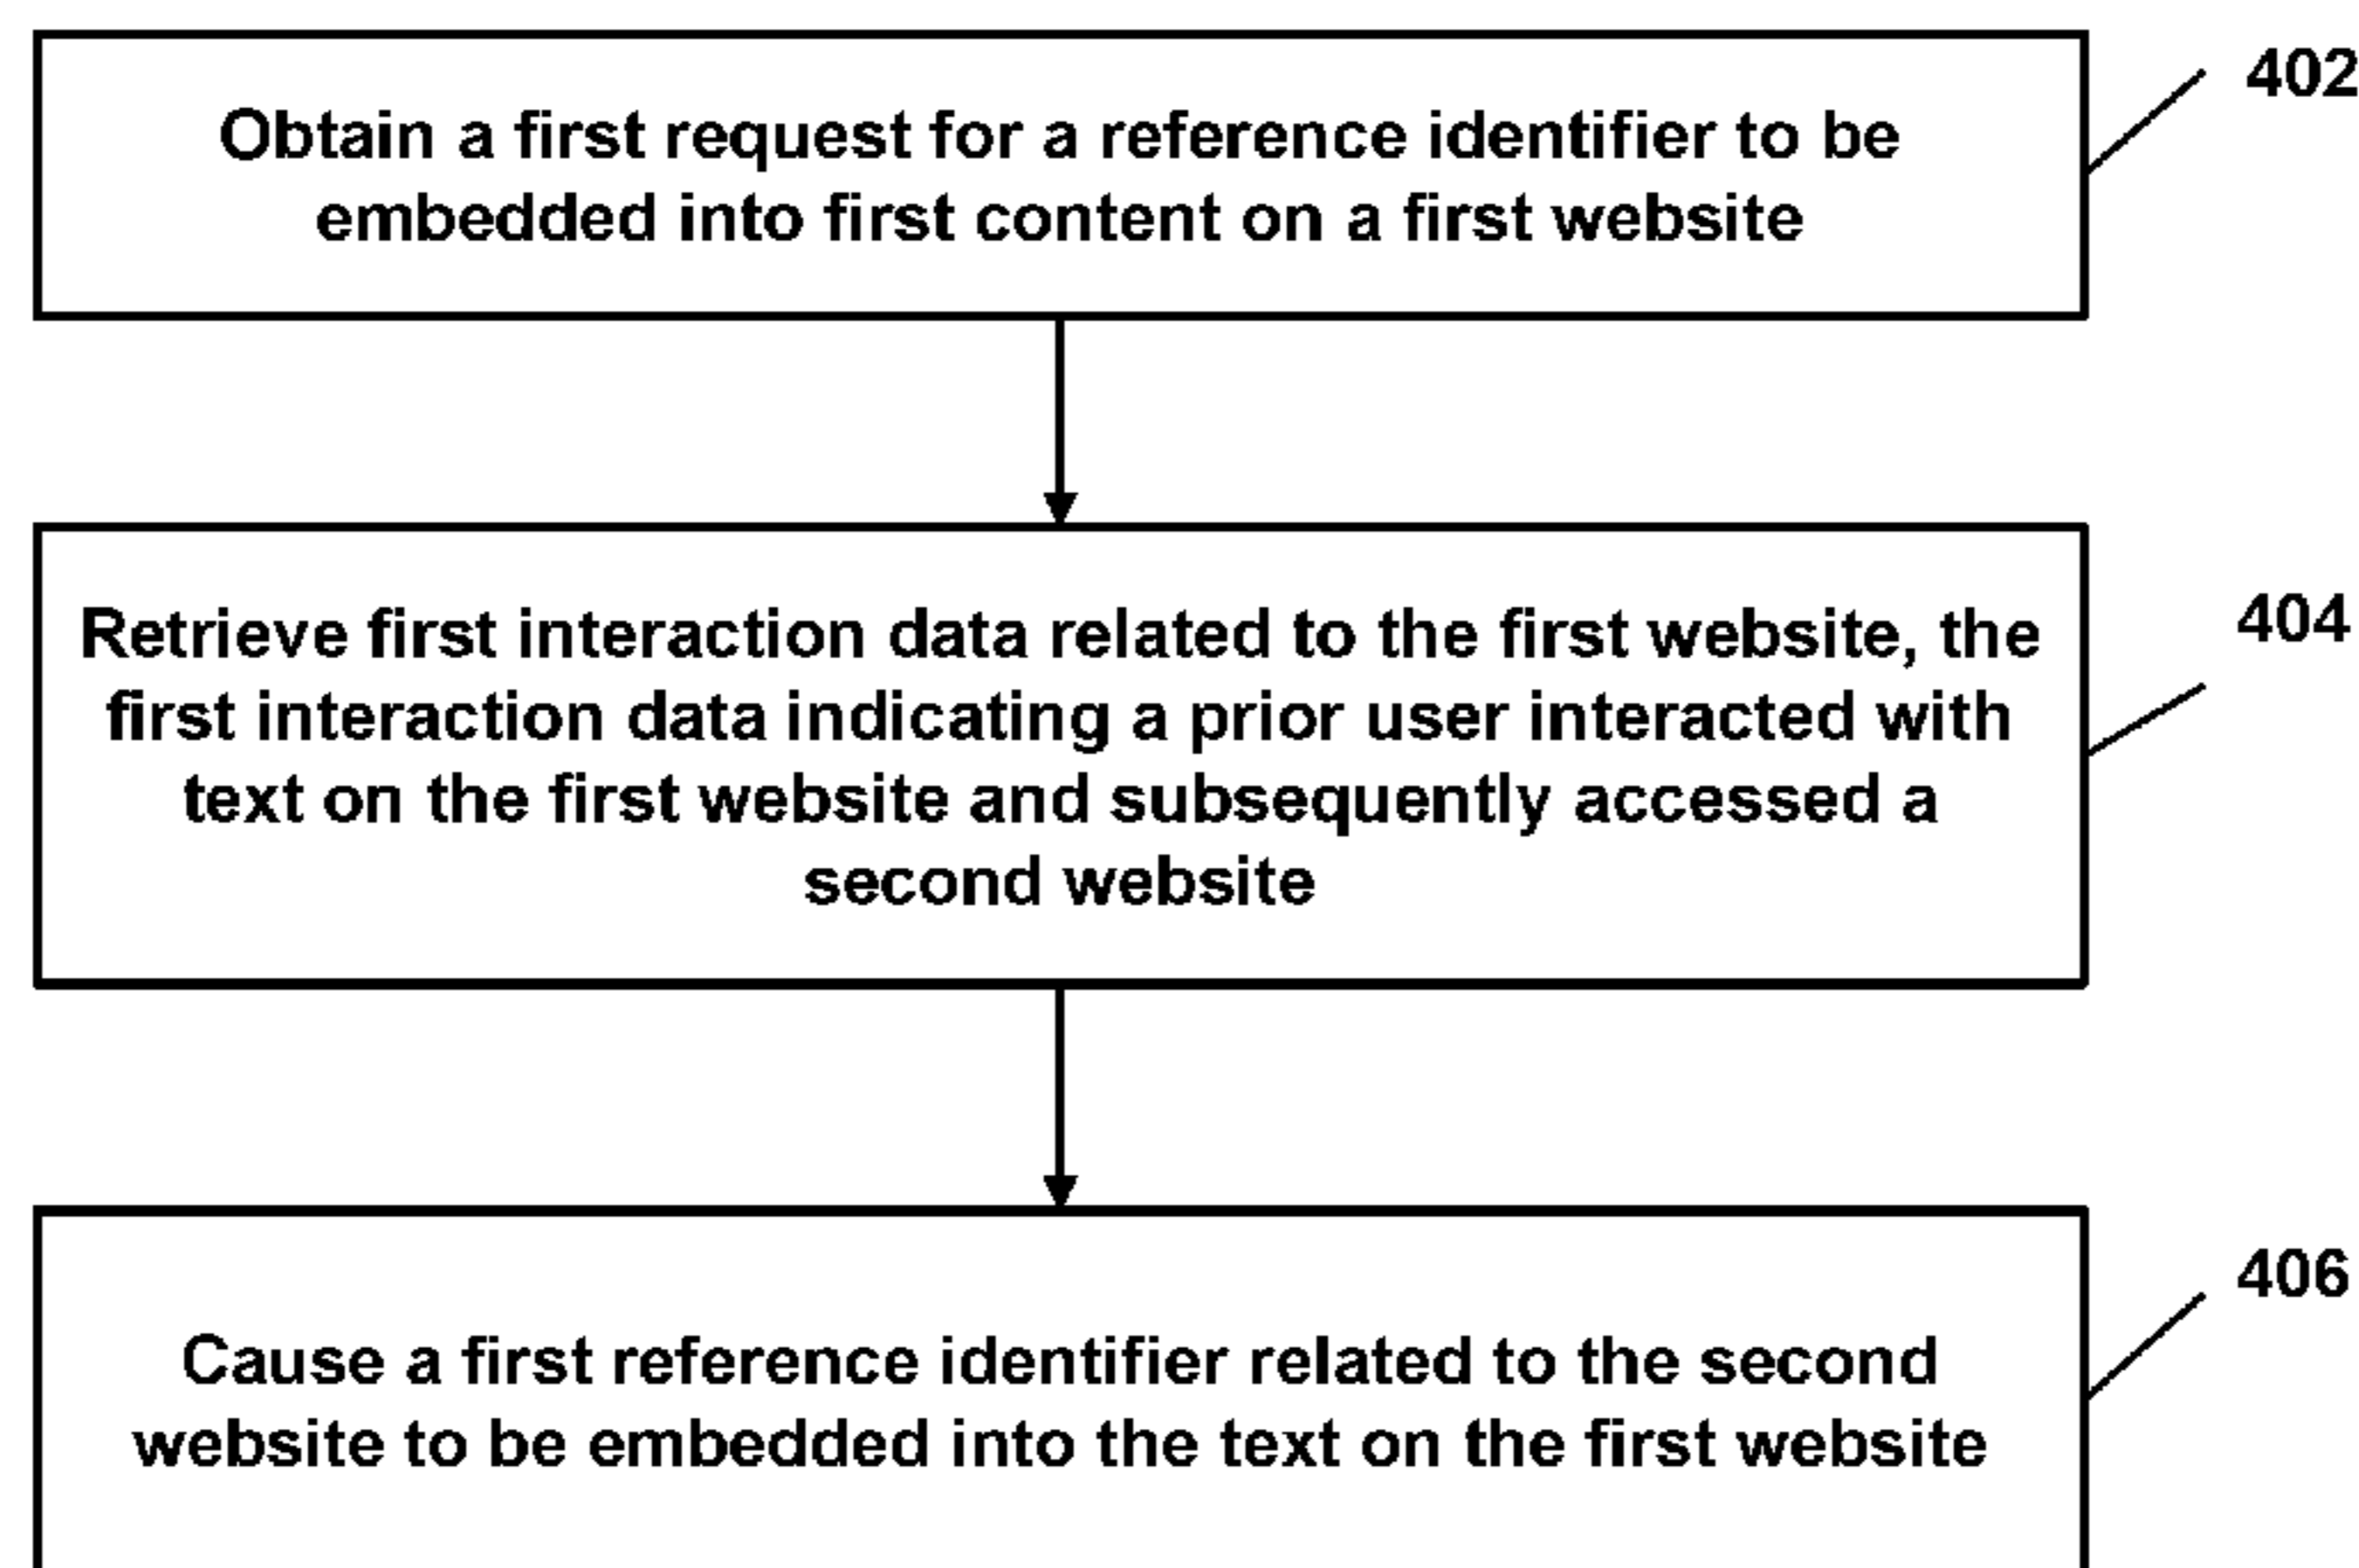 402
Obtain a first request for a reference identifier to be
embedded into first content on a first website
404
Retrieve first interaction data related to the first website, the
first interaction data indicating a prior user interacted with
text on the first website and subsequently accessed a
second website
406
Cause a first reference identifier related to the second
website to be embedded into the text on the first website